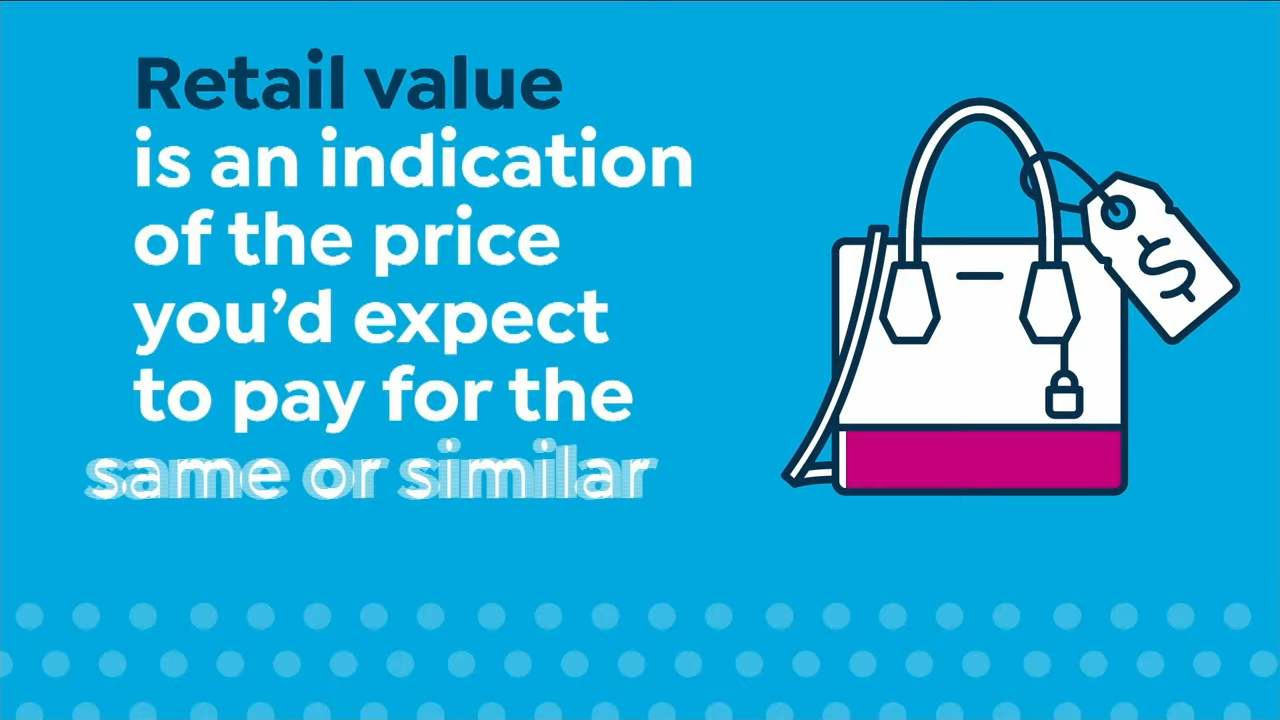 Retail value
is an indication
of the price
you’d expect
to pay for the
same or similar
$